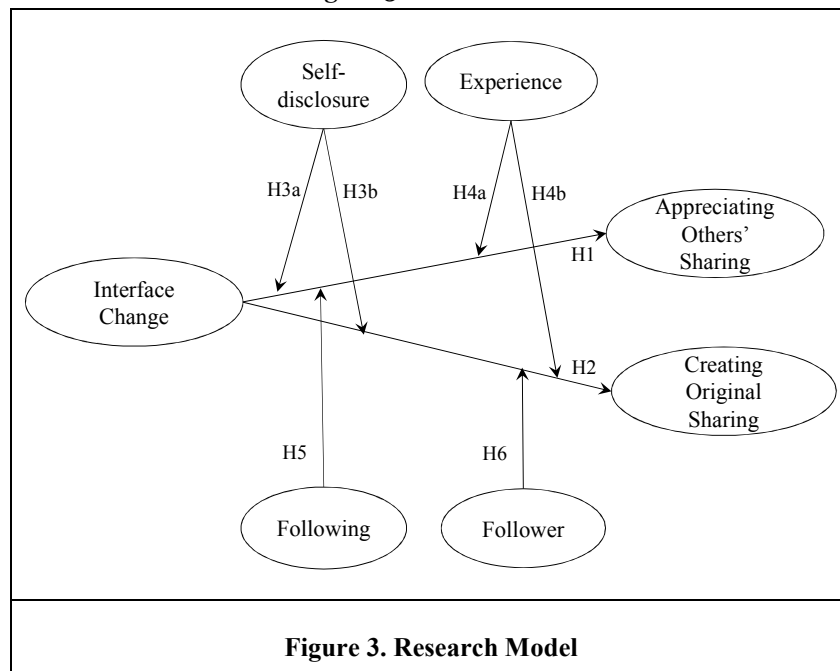 Self-
disclosure
Experience
H3a
H3b
H4a
H4b
Appreciating
Others'
Sharing
H1
Interface
Change
H2
Creating
Original
Sharing
H5
H6
Following
Follower
Figure 3. Research Model